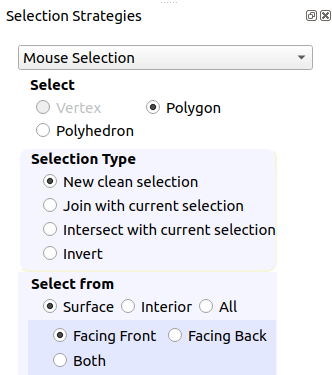 Selection Strategies
Mouse Selection
Select
Vertex Polygon
Polyhedron
Selection Type
New clean selection
Join with current selection
Intersect with current selection
Invert
Select from
Surface Interior All
Facing Front Facing Back
Both